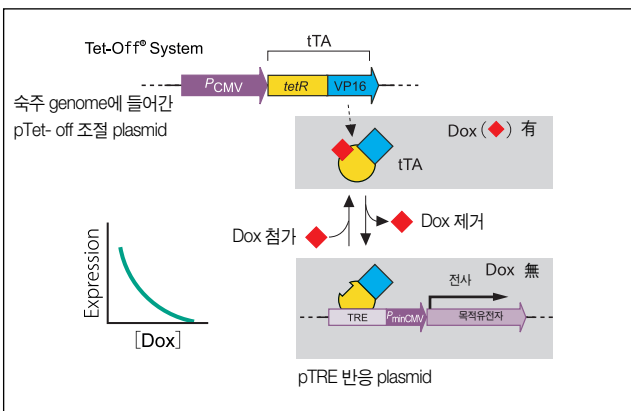 tTA
Tet-Off® System
PCMV
tetR
VP16
숙주 genome에 들어간
pTet- off 조절 plasmid
Dox (◆) 有
tTA
Dox 첨가
Dox 제거
Dox 無
전사
TRE
PminCMV
목적유전자
Expression
[Dox]
pTRE 반응 plasmid